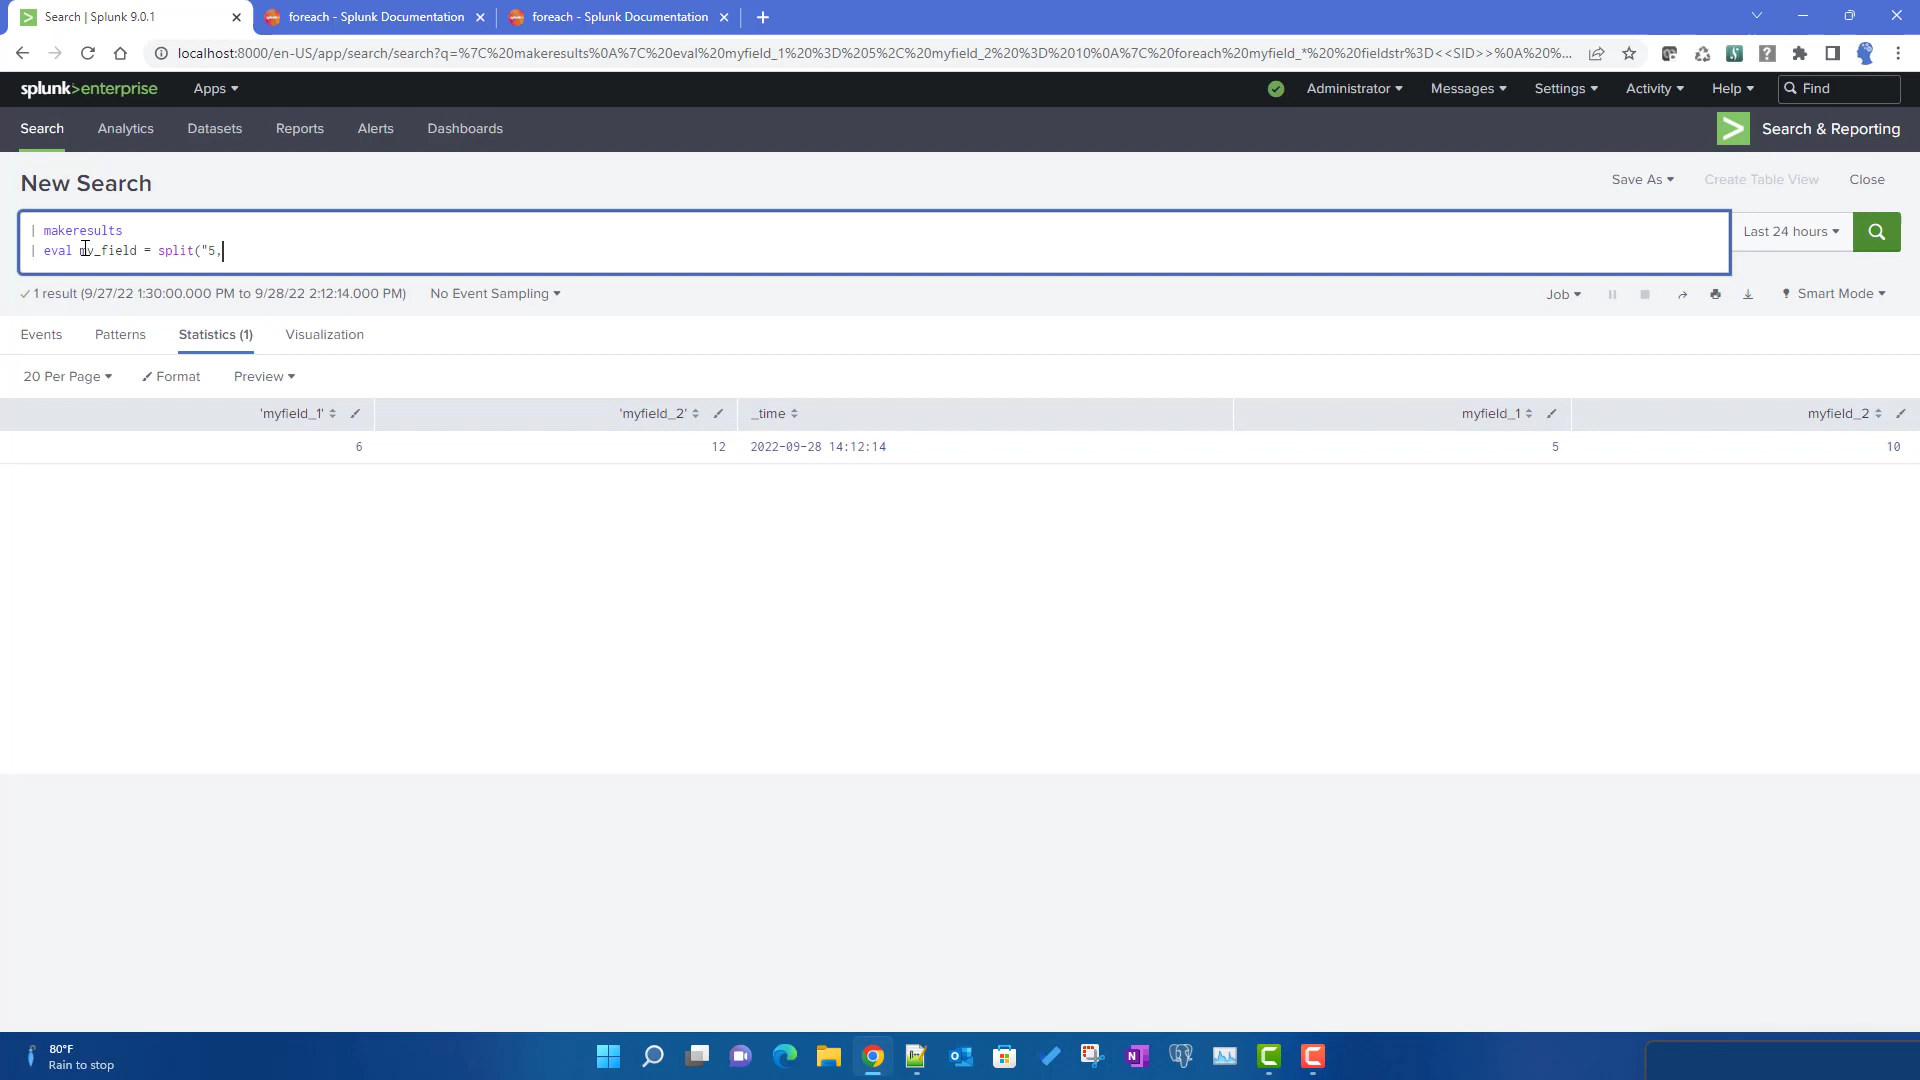 Search | Splunk 9.0.1
foreach - Splunk Documentation
foreach - Splunk Documentation
localhost:8000/en-US/app/search/search?q=%7C%20makeresults%0A%7C%20eval%20myfield_1%20%3D%205%2C%20myfield_2%20%3D%2010%0A%7C%20foreach%20myfield_*%20%20fieldstr%3D<<SID>>%0A%20%...
splunk>enterprise
Apps
Administrator
Messages
Settings
Activity
Help
Find
Search
Analytics
Datasets
Reports
Alerts
Dashboards
Search & Reporting
New Search
Save As
Create Table View
Close
| makeresults
| eval my_field = split("5,
Last 24 hours
1 result (9/27/22 1:30:00.000 PM to 9/28/22 2:12:14.000 PM)
No Event Sampling
Job
Smart Mode
Events
Patterns
Statistics (1)
Visualization
20 Per Page
Format
Preview
'myfield_1'
'myfield_2'
_time
myfield_1
myfield_2
6
12
2022-09-28 14:12:14
5
10
80°F
Rain to stop